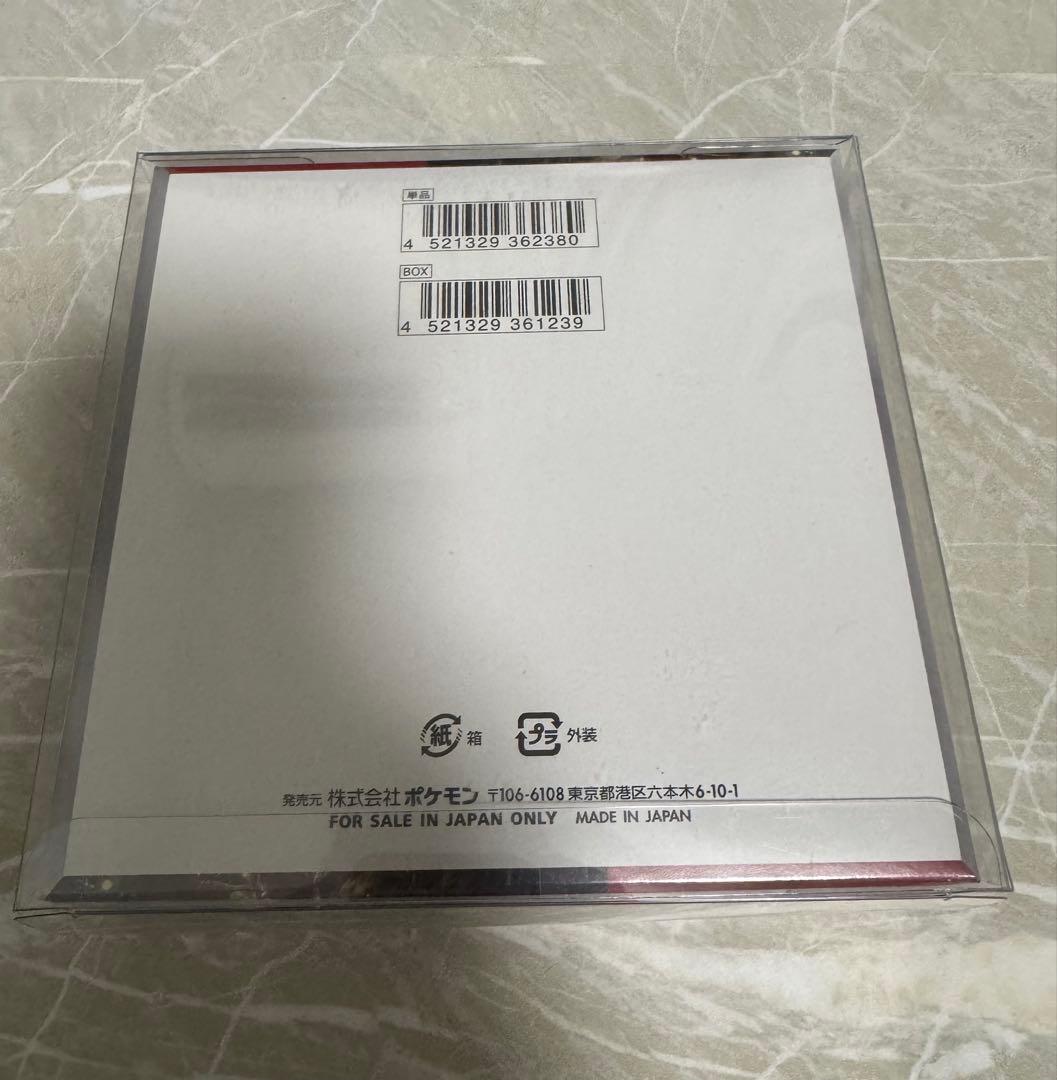 単品
4 521329 362380
BOX
4 521329 361239
紙 箱 プラ 外装
発売元 株式会社ポケモン 〒106-6108 東京都港区六本木6-10-1
FOR SALE IN JAPAN ONLY MADE IN JAPAN